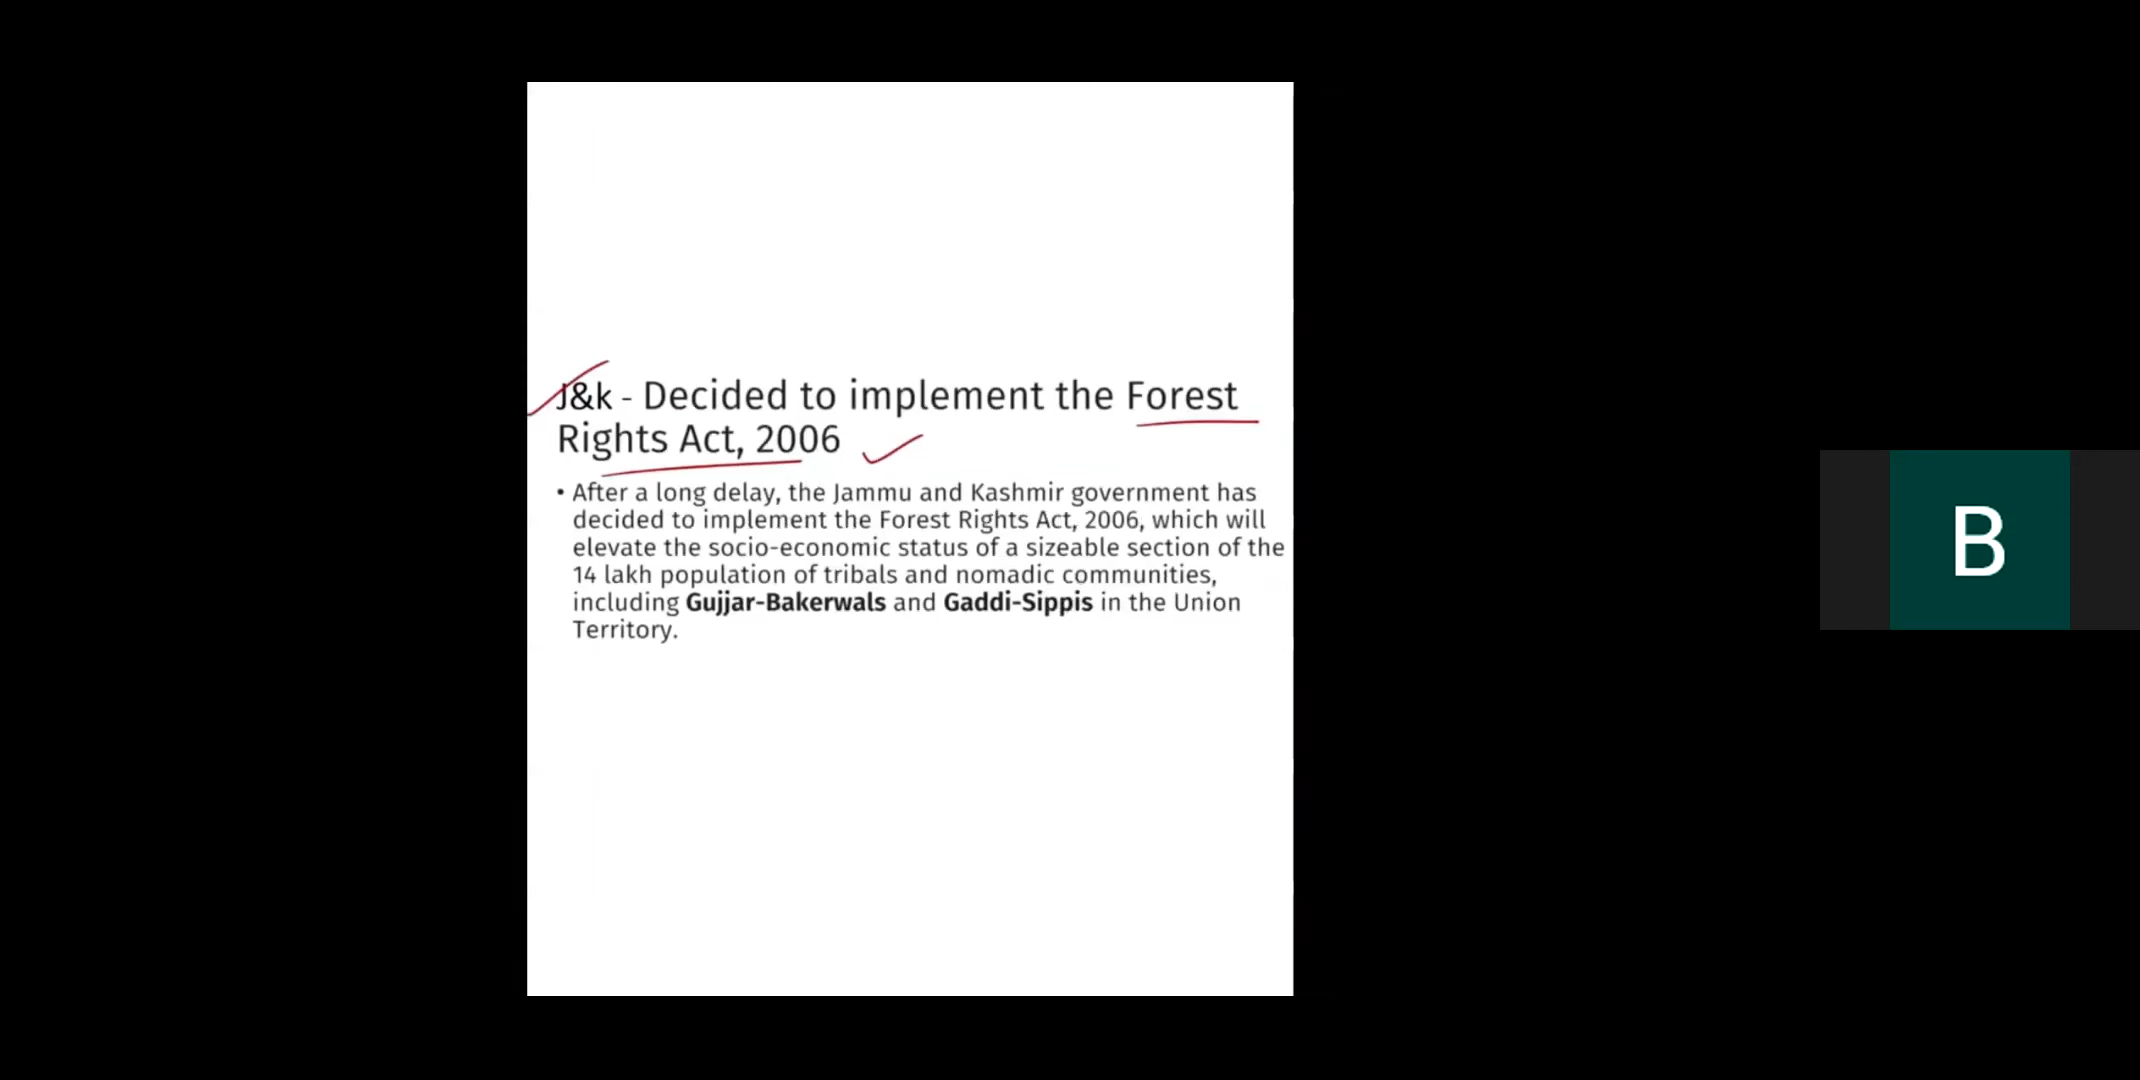 J&k - Decided to implement the Forest
Rights Act, 2006
• After a long delay, the Jammu and Kashmir government has
decided to implement the Forest Rights Act, 2006, which will
elevate the socio-economic status of a sizeable section of the
14 lakh population of tribals and nomadic communities,
including Gujjar-Bakerwals and Gaddi-Sippis in the Union
Territory.
B